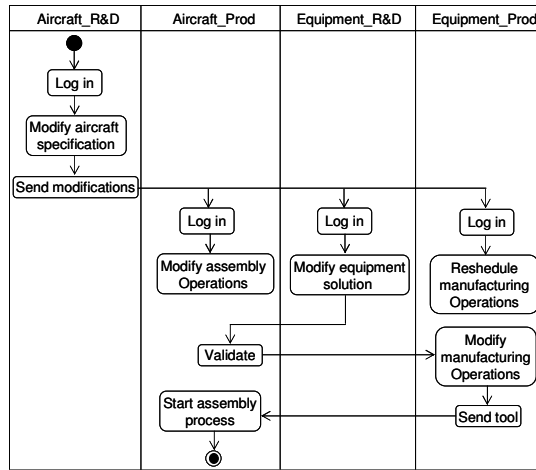 Aircraft_R&D
Aircraft_Prod
Equipment_R&D
Equipment_Prod
Log in
Modify aircraft
specification
Send modifications
Log in
Log in
Log in
Modify assembly
Operations
Modify equipment
solution
Reshedule
manufacturing
Operations
Validate
Modify
manufacturing
Operations
Start assembly
process
Send tool